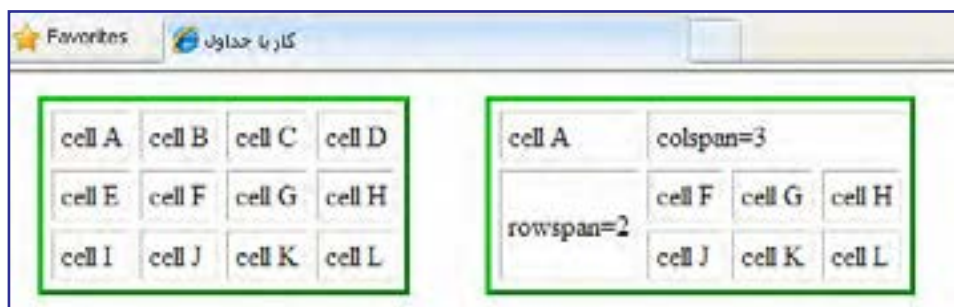 Favorites
کار با جداول
cell A cell B cell C cell D
cell E cell F cell G cell H
cell I cell J cell K cell L
cell A colspan=3
rowspan=2 cell F cell G cell H
cell J cell K cell L